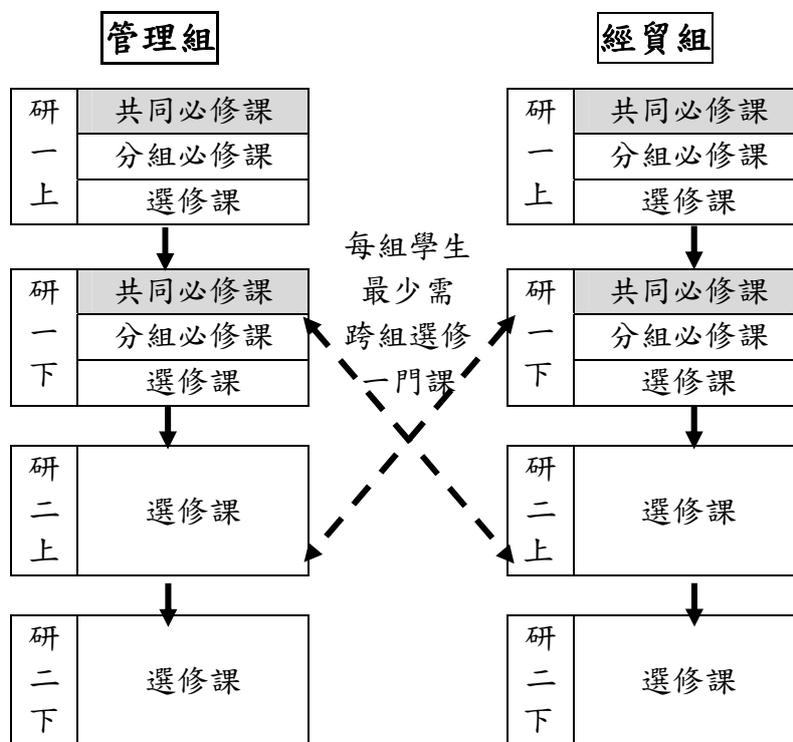 管理組
研一上
共同必修課
分組必修課
選修課
研一下
共同必修課
分組必修課
選修課
研二上
選修課
研二下
選修課
每組學生
最少需
跨組選修
一門課
經貿組
研一上
共同必修課
分組必修課
選修課
研一下
共同必修課
分組必修課
選修課
研二上
選修課
研二下
選修課